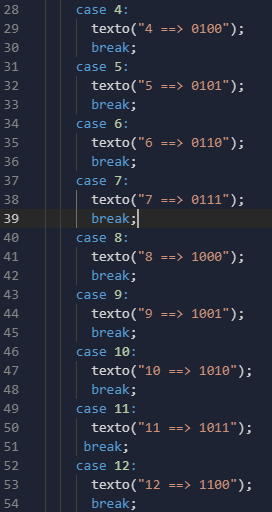 28 case 4:
29 texto("4 ==> 0100");
30 break;
31 case 5:
32 texto("5 ==> 0101");
33 break;
34 case 6:
35 texto("6 ==> 0110");
36 break;
37 case 7:
38 texto("7 ==> 0111");
39 break;
40 case 8:
41 texto("8 ==> 1000");
42 break;
43 case 9:
44 texto("9 ==> 1001");
45 break;
46 case 10:
47 texto("10 ==> 1010");
48 break;
49 case 11:
50 texto("11 ==> 1011");
51 break;
52 case 12:
53 texto("12 ==> 1100");
54 break;